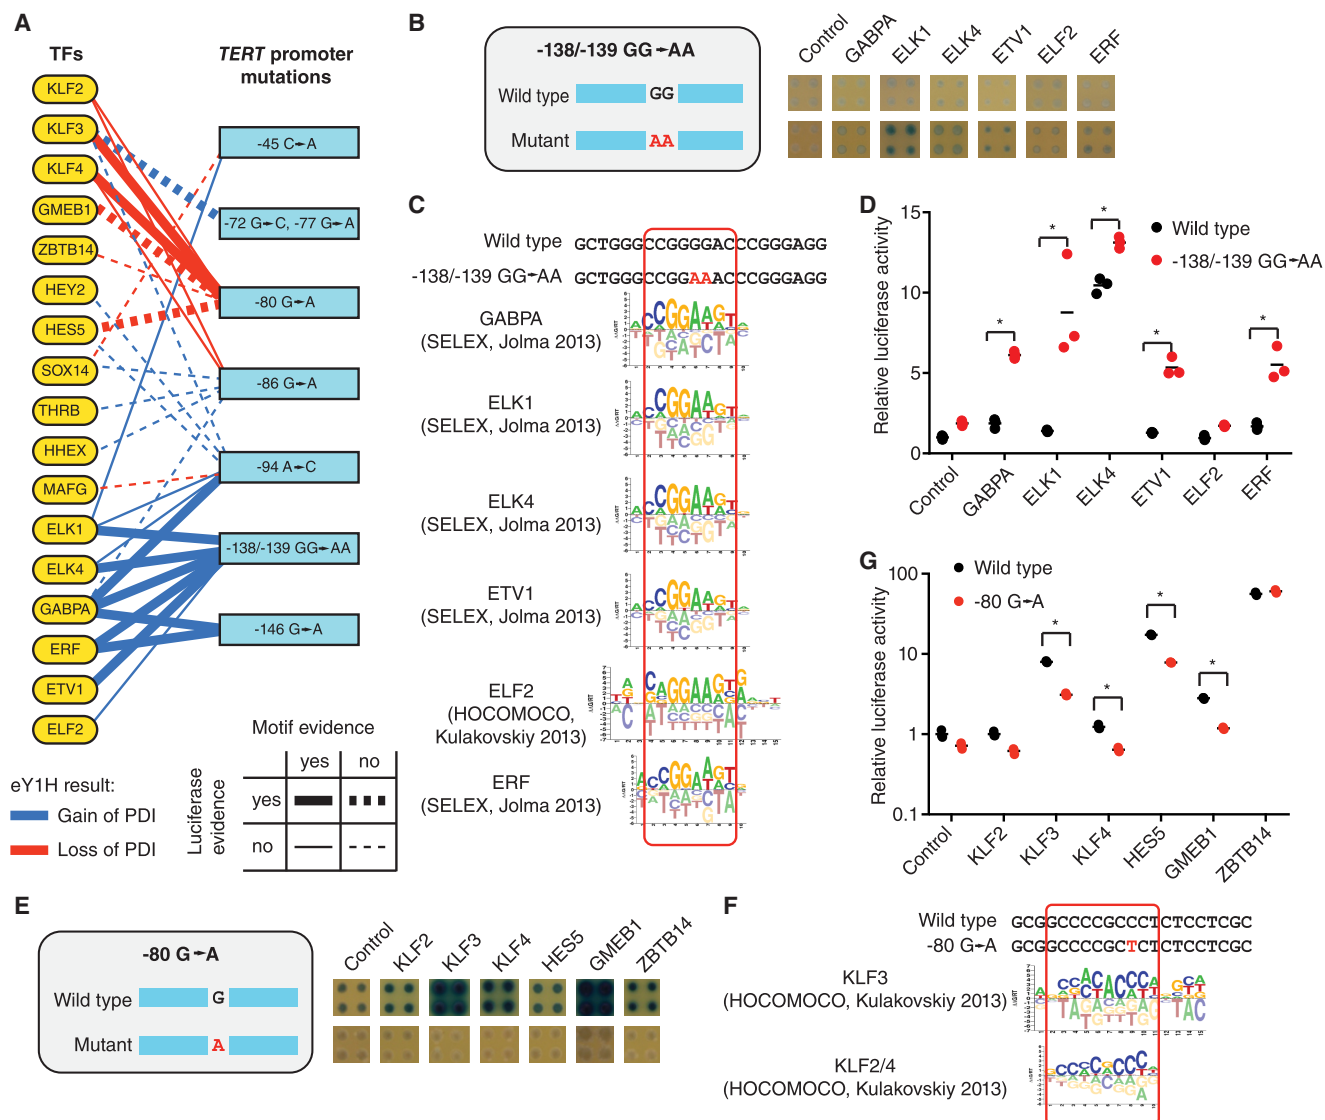 A
TFs
TERT promoter
mutations
KLF2
KLF3
KLF4
GMEB1
ZBTB14
HEY2
HES5
SOX14
THRB
HHEX
MAFG
ELK1
ELK4
GABPA
ERF
ETV1
ELF2
-45 C→A
-72 G→C, -77 G→A
-80 G→A
-86 G→A
-94 A→C
-138/-139 GG→AA
-146 G→A
eY1H result:
Gain of PDI
Loss of PDI
Motif evidence
yes no
Luciferase
evidence
yes
no
B
-138/-139 GG→AA
Wild type GG
Mutant AA
Control GABPA ELK1 ELK4 ETV1 ELF2 ERF
C
Wild type GCTGGGCCGGGGACCCGGGAGG
-138/-139 GG→AA GCTGGGCCGGAAACCCGGGAGG
GABPA
(SELEX, Jolma 2013)
ELK1
(SELEX, Jolma 2013)
ELK4
(SELEX, Jolma 2013)
ETV1
(SELEX, Jolma 2013)
ELF2
(HOCOMOCO,
Kulakovskiy 2013)
ERF
(SELEX, Jolma 2013)
D
Relative luciferase activity
15
10
5
0
Wild type
-138/-139 GG→AA
* * * * *
Control GABPA ELK1 ELK4 ETV1 ELF2 ERF
G
Relative luciferase activity
100
10
1
0.1
Wild type
-80 G→A
* * * *
Control KLF2 KLF3 KLF4 HES5 GMEB1 ZBTB14
E
-80 G→A
Wild type G
Mutant A
Control KLF2 KLF3 KLF4 HES5 GMEB1 ZBTB14
F
Wild type GCGGCCCCGCCCTCTCCTCGC
-80 G→A GCGGCCCCGCTCTCTCCTCGC
KLF3
(HOCOMOCO, Kulakovskiy 2013)
KLF2/4
(HOCOMOCO, Kulakovskiy 2013)